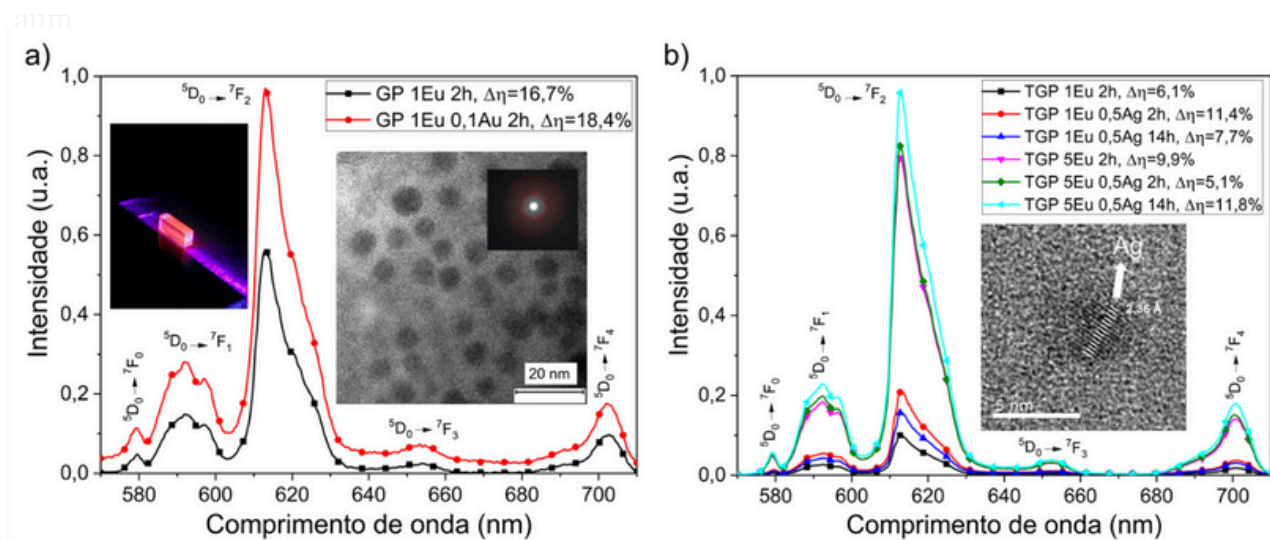 aum
a)
Intensidade (u.a.)
1,0
0,8
0,6
0,4
0,2
0,0
⁵D₀→⁷F₂
GP 1Eu 2h, Δη=16,7%
GP 1Eu 0,1Au 2h, Δη=18,4%
⁵D₀→⁷F₀
⁵D₀→⁷F₁
20 nm
⁵D₀→⁷F₃
⁵D₀→⁷F₄
580 600 620 640 660 680 700
Comprimento de onda (nm)
b)
Intensidade (u.a.)
1,0
0,8
0,6
0,4
0,2
0,0
⁵D₀→⁷F₂
TGP 1Eu 2h, Δη=6,1%
TGP 1Eu 0,5Ag 2h, Δη=11,4%
TGP 1Eu 0,5Ag 14h, Δη=7,7%
TGP 5Eu 2h, Δη=9,9%
TGP 5Eu 0,5Ag 2h, Δη=5,1%
TGP 5Eu 0,5Ag 14h, Δη=11,8%
Ag
2.36 Å
5 nm
⁵D₀→⁷F₀
⁵D₀→⁷F₁
⁵D₀→⁷F₃
⁵D₀→⁷F₄
580 600 620 640 660 680 700
Comprimento de onda (nm)